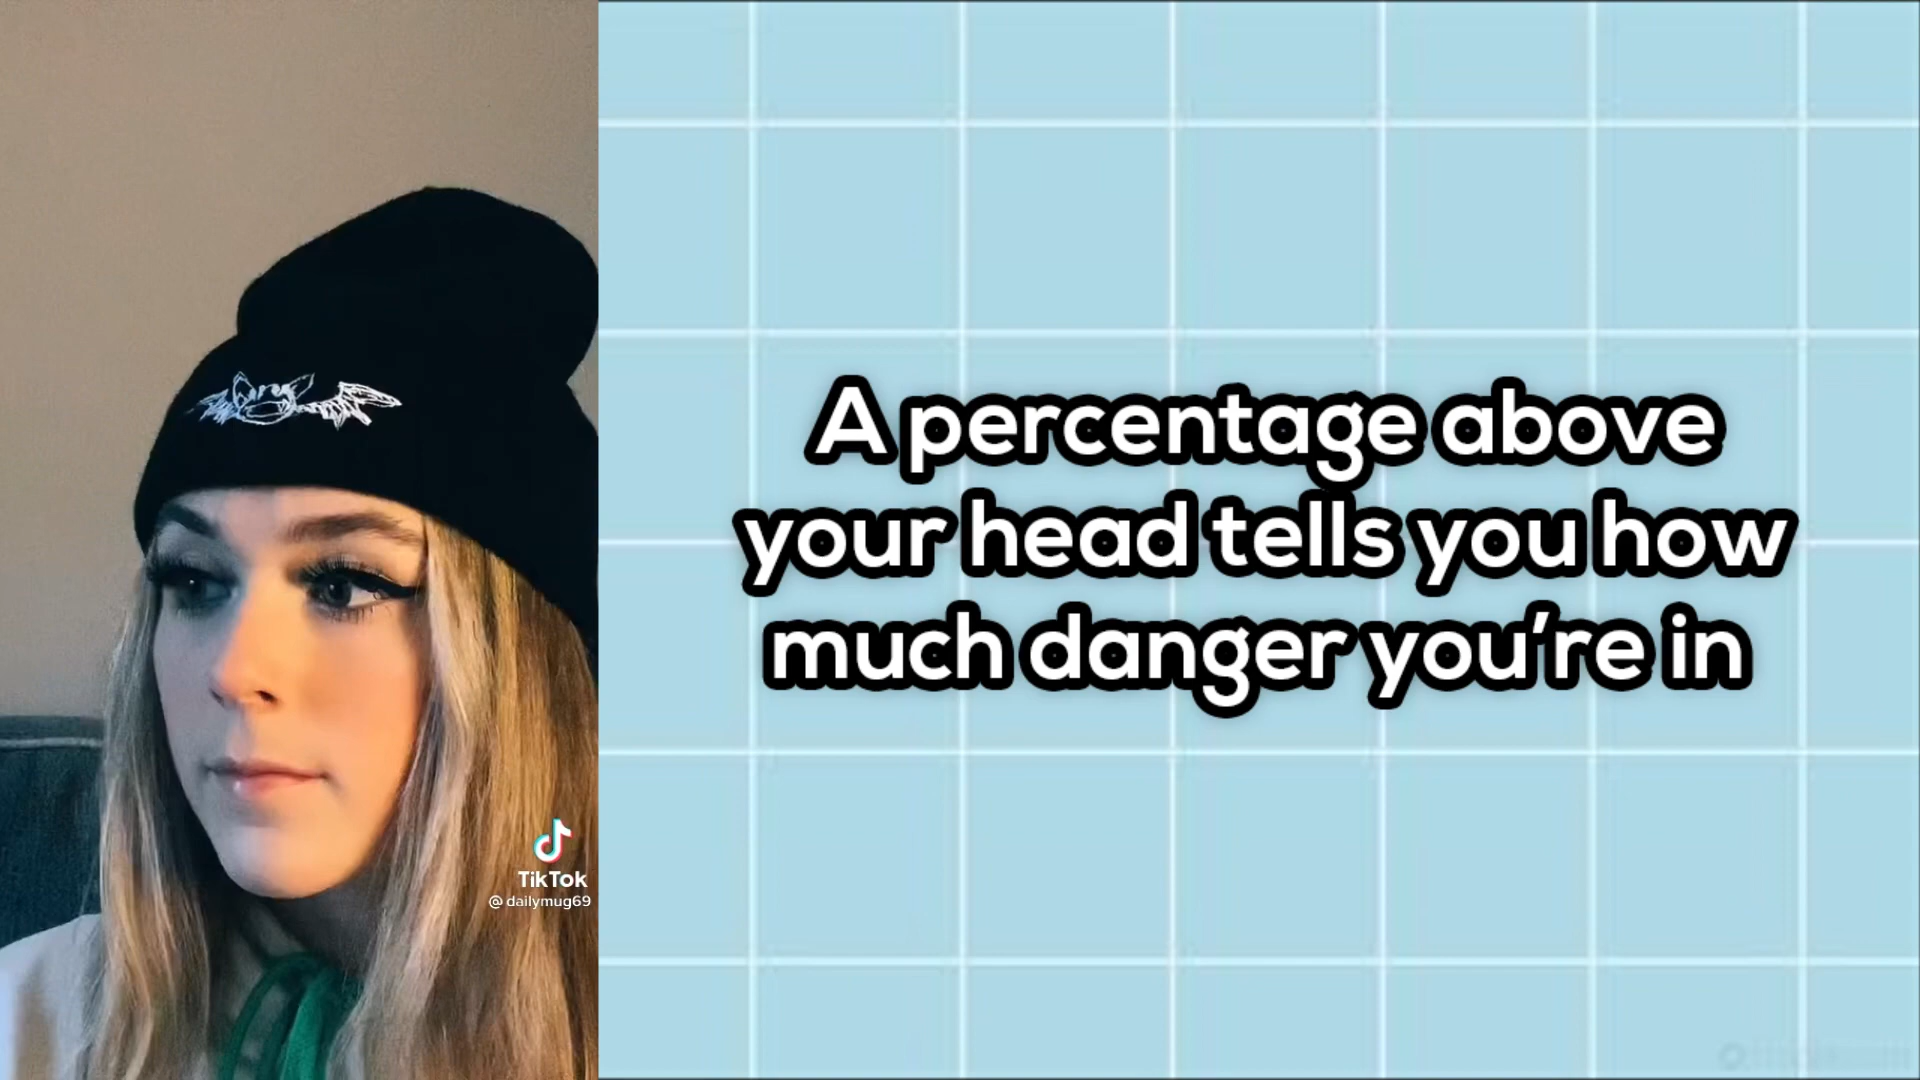 A percentage above
your head tells you how
much danger you're in
TikTok
@dailymug69